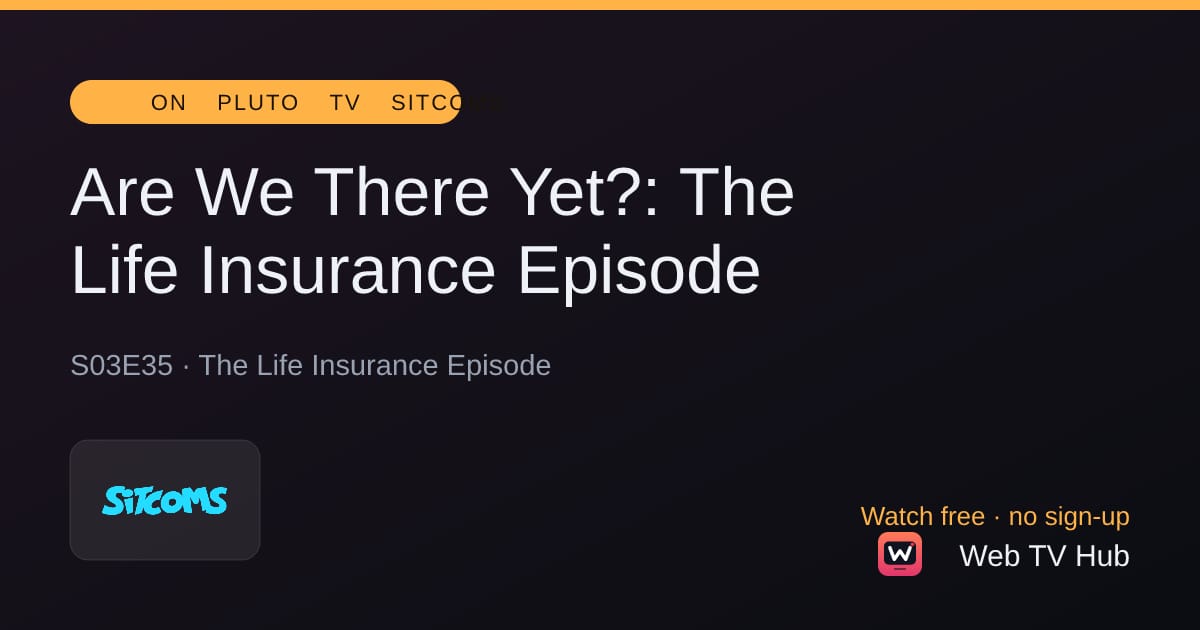 ON PLUTO TV SITCO
Are We There Yet?: The
Life Insurance Episode
S03E35 · The Life Insurance Episode
SiTCOMS
Watch free · no sign-up
W
Web TV Hub